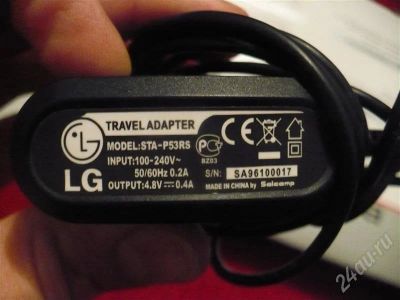 TRAVEL ADAPTER
MODEL:STA-P53RS
INPUT:100-240V~
50/60Hz 0.2A
OUTPUT:4.8V⎓0.4A
LG
BZ03
CE
S/N: SA96100017
MADE IN CHINA by Salcomp
24au.ru